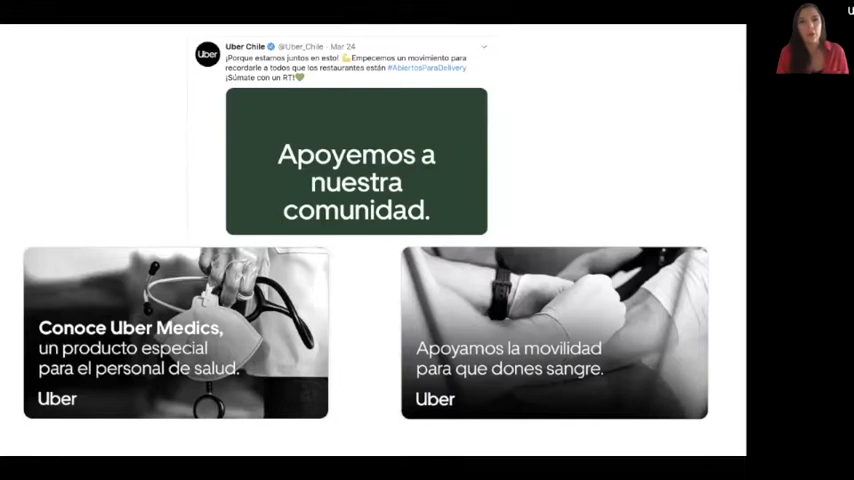 Uber
Uber Chile @Uber_Chile · Mar 24
¡Porque estamos juntos en esto! 💪Empecemos un movimiento para
recordarle a todos que los restaurantes están #AbiertosParaDelivery
¡Súmate con un RT!💚
Apoyemos a
nuestra
comunidad.
Conoce Uber Medics,
un producto especial
para el personal de salud.
Uber
Apoyamos la movilidad
para que dones sangre.
Uber
U